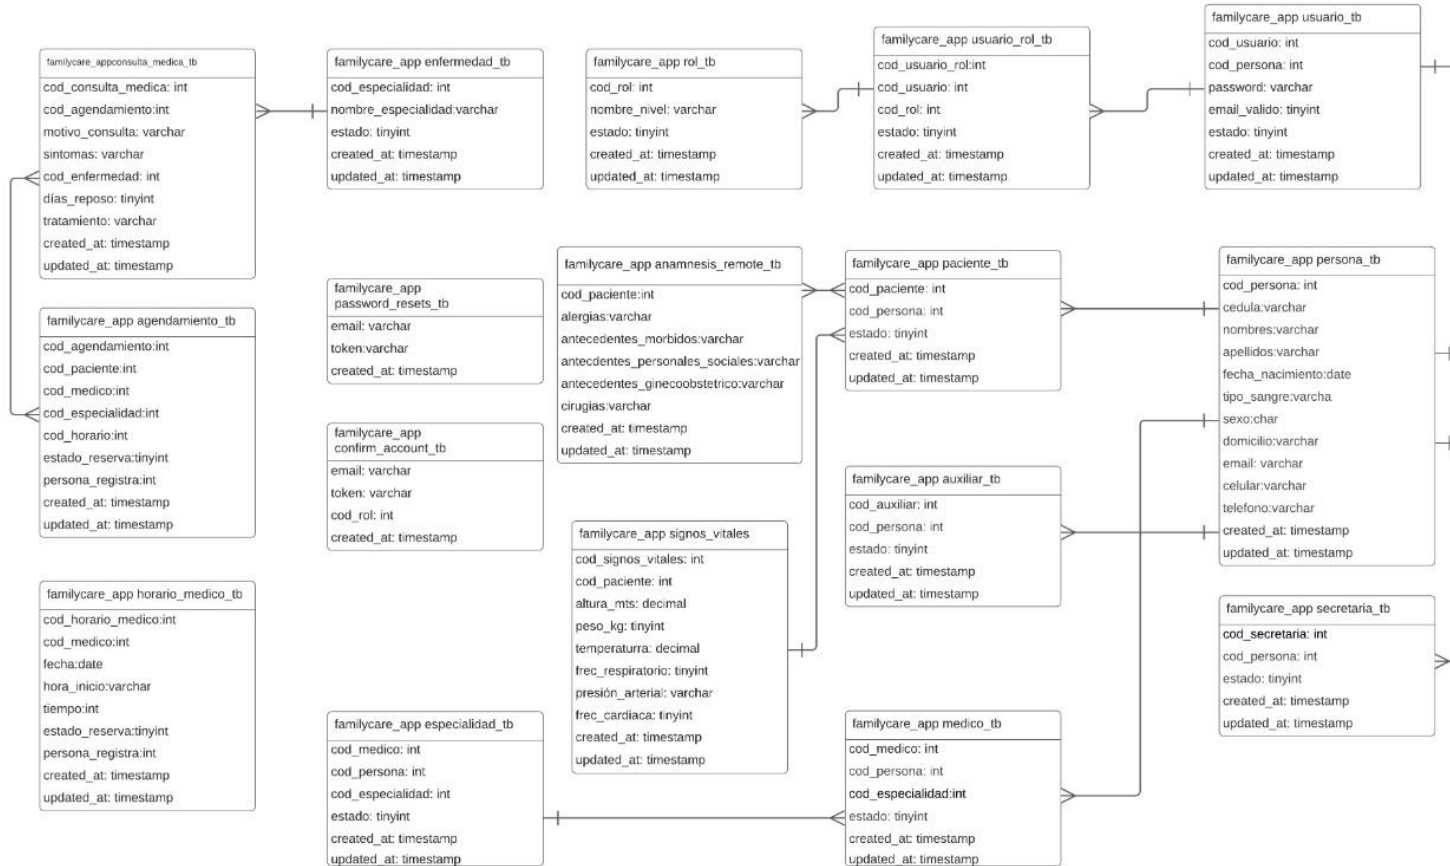 familycare_appconsulta_medica_tb
cod_consulta_medica: int
cod_agendamiento:int
motivo_consulta: varchar
sintomas: varchar
cod_enfermedad: int
días_reposo: tinyint
tratamiento: varchar
created_at: timestamp
updated_at: timestamp
familycare_app enfermedad_tb
cod_especialidad: int
nombre_especialidad:varchar
estado: tinyint
created_at: timestamp
updated_at: timestamp
familycare_app rol_tb
cod_rol: int
nombre_nivel: varchar
estado: tinyint
created_at: timestamp
updated_at: timestamp
familycare_app usuario_rol_tb
cod_usuario_rol:int
cod_usuario: int
cod_rol: int
estado: tinyint
created_at: timestamp
updated_at: timestamp
familycare_app usuario_tb
cod_usuario: int
cod_persona: int
password: varchar
email_valido: tinyint
estado: tinyint
created_at: timestamp
updated_at: timestamp
familycare_app agendamiento_tb
cod_agendamiento:int
cod_paciente:int
cod_medico:int
cod_especialidad:int
cod_horario:int
estado_reserva:tinyint
persona_registra:int
created_at: timestamp
updated_at: timestamp
familycare_app
password_resets_tb
email: varchar
token:varchar
created_at: timestamp
familycare_app
confirm_account_tb
email: varchar
token: varchar
cod_rol: int
created_at: timestamp
familycare_app anamnesis_remote_tb
cod_paciente:int
alergias:varchar
antecedentes_morbidos:varchar
antecdentes_personales_sociales:varchar
antecedentes_ginecoobstetrico:varchar
cirugias:varchar
created_at: timestamp
updated_at: timestamp
familycare_app paciente_tb
cod_paciente: int
cod_persona: int
estado: tinyint
created_at: timestamp
updated_at: timestamp
familycare_app persona_tb
cod_persona: int
cedula:varchar
nombres:varchar
apellidos:varchar
fecha_nacimiento:date
tipo_sangre:varcha
sexo:char
domicilio:varchar
email: varchar
celular:varchar
telefono:varchar
created_at: timestamp
updated_at: timestamp
familycare_app auxiliar_tb
cod_auxiliar: int
cod_persona: int
estado: tinyint
created_at: timestamp
updated_at: timestamp
familycare_app horario_medico_tb
cod_horario_medico:int
cod_medico:int
fecha:date
hora_inicio:varchar
tiempo:int
estado_reserva:tinyint
persona_registra:int
created_at: timestamp
updated_at: timestamp
familycare_app signos_vitales
cod_signos_vitales: int
cod_paciente: int
altura_mts: decimal
peso_kg: tinyint
temperaturra: decimal
frec_respiratorio: tinyint
presión_arterial: varchar
frec_cardiaca: tinyint
created_at: timestamp
updated_at: timestamp
familycare_app secretaria_tb
cod_secretaria: int
cod_persona: int
estado: tinyint
created_at: timestamp
updated_at: timestamp
familycare_app especialidad_tb
cod_medico: int
cod_persona: int
cod_especialidad: int
estado: tinyint
created_at: timestamp
updated_at: timestamp
familycare_app medico_tb
cod_medico: int
cod_persona: int
cod_especialidad:int
estado: tinyint
created_at: timestamp
updated_at: timestamp